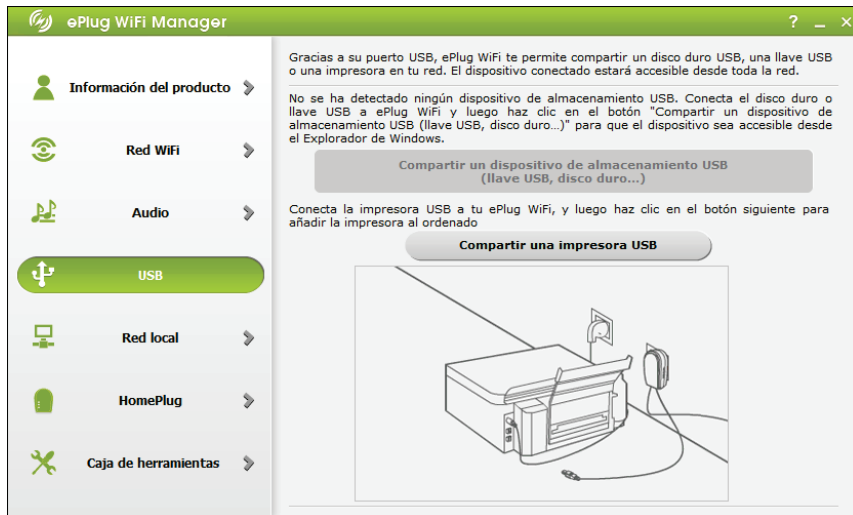 ePlug WiFi Manager
? _ ×
Información del producto
Red WiFi
Audio
USB
Red local
HomePlug
Caja de herramientas
Gracias a su puerto USB, ePlug WiFi te permite compartir un disco duro USB, una llave USB
o una impresora en tu red. El dispositivo conectado estará accesible desde toda la red.
No se ha detectado ningún dispositivo de almacenamiento USB. Conecta el disco duro o
llave USB a ePlug WiFi y luego haz clic en el botón "Compartir un dispositivo de
almacenamiento USB (llave USB, disco duro...)" para que el dispositivo sea accesible desde
el Explorador de Windows.
Compartir un dispositivo de almacenamiento USB
(llave USB, disco duro...)
Conecta la impresora USB a tu ePlug WiFi, y luego haz clic en el botón siguiente para
añadir la impresora al ordenado
Compartir una impresora USB